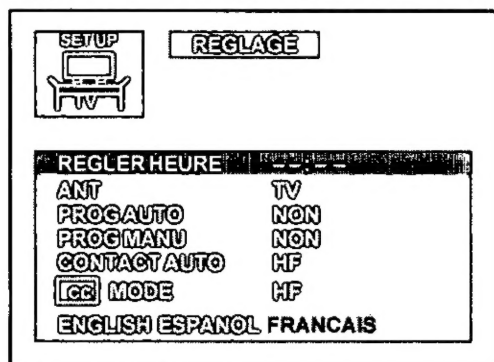 SET UP
REGLAGE
TV
REGLER HEURE --:--
ANT TV
PROG AUTO NON
PROG MANU NON
CONTACT AUTO HF
CC MODE HF
ENGLISH ESPANOL FRANCAIS